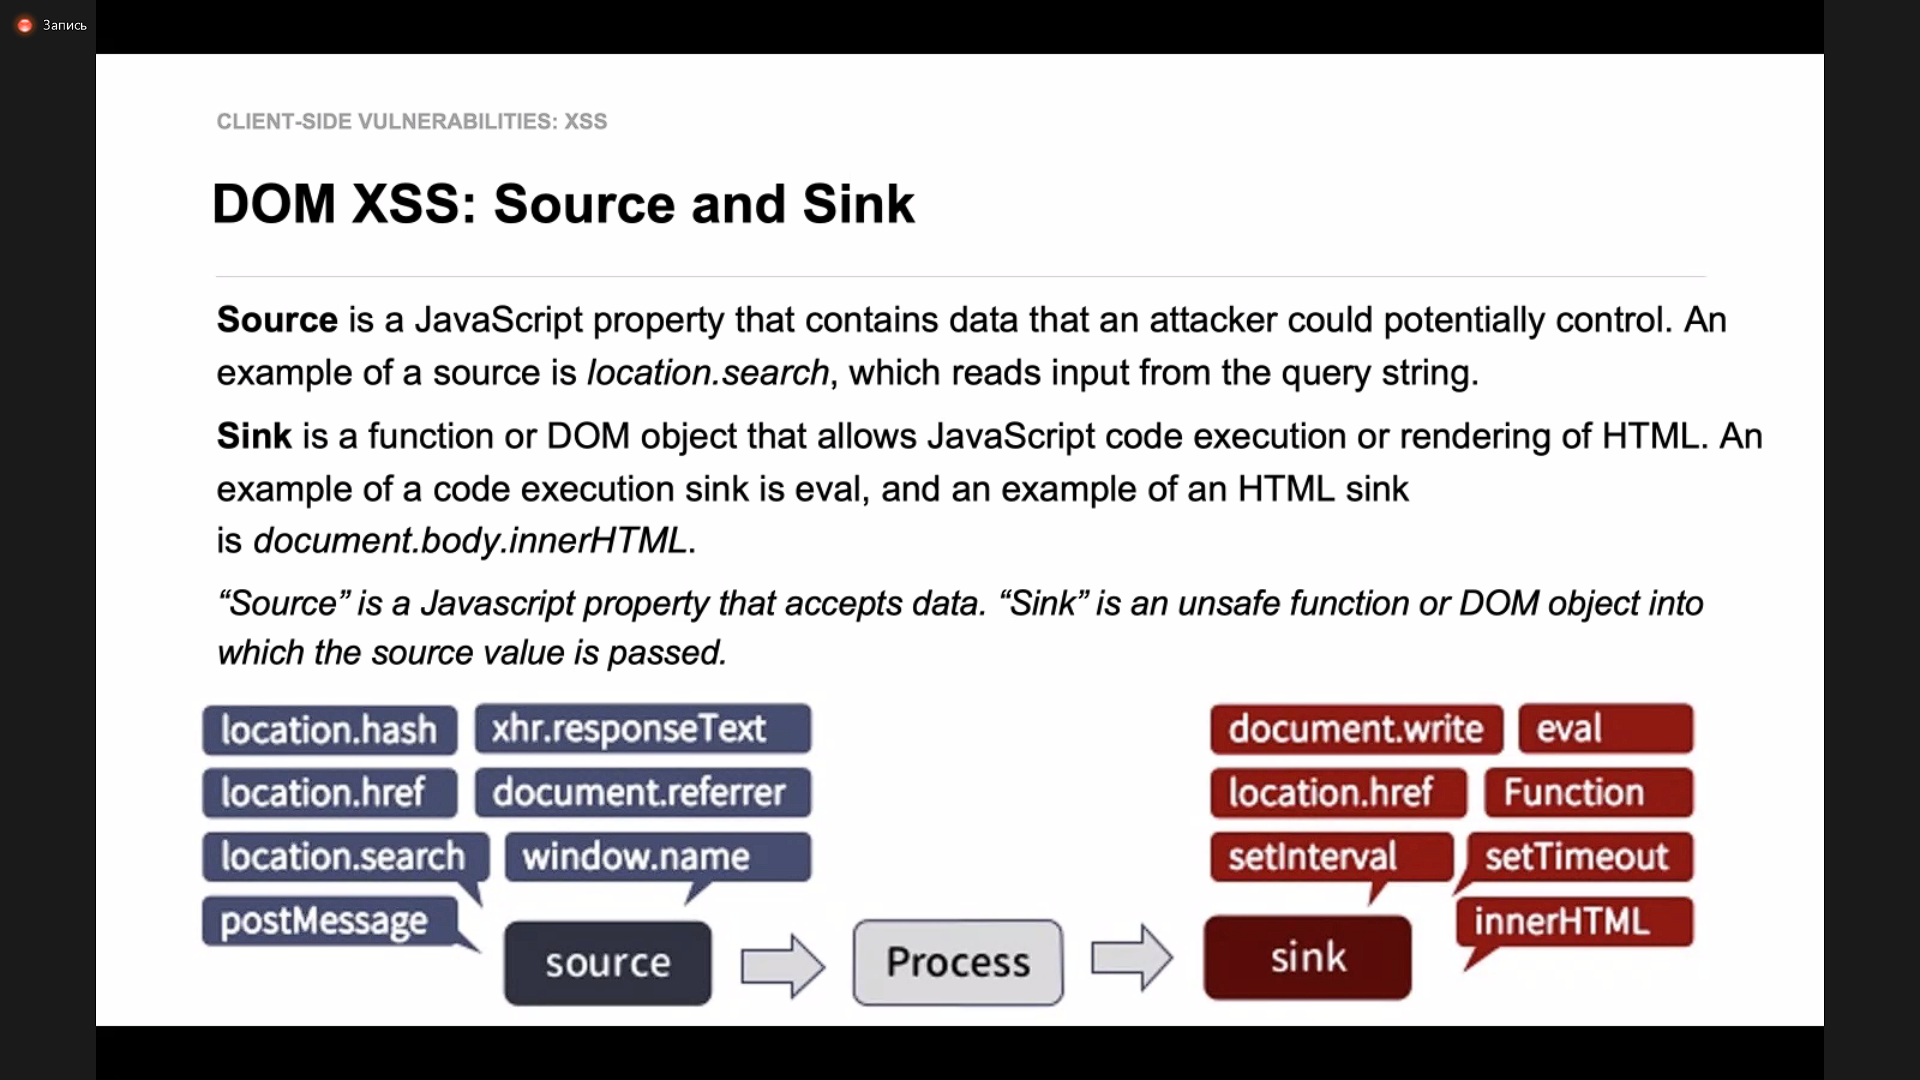 Запись
CLIENT-SIDE VULNERABILITIES: XSS
DOM XSS: Source and Sink
Source is a JavaScript property that contains data that an attacker could potentially control. An
example of a source is location.search, which reads input from the query string.
Sink is a function or DOM object that allows JavaScript code execution or rendering of HTML. An
example of a code execution sink is eval, and an example of an HTML sink
is document.body.innerHTML.
“Source” is a Javascript property that accepts data. “Sink” is an unsafe function or DOM object into
which the source value is passed.
location.hash
xhr.responseText
location.href
document.referrer
location.search
window.name
postMessage
source
Process
document.write
eval
location.href
Function
setInterval
setTimeout
innerHTML
sink